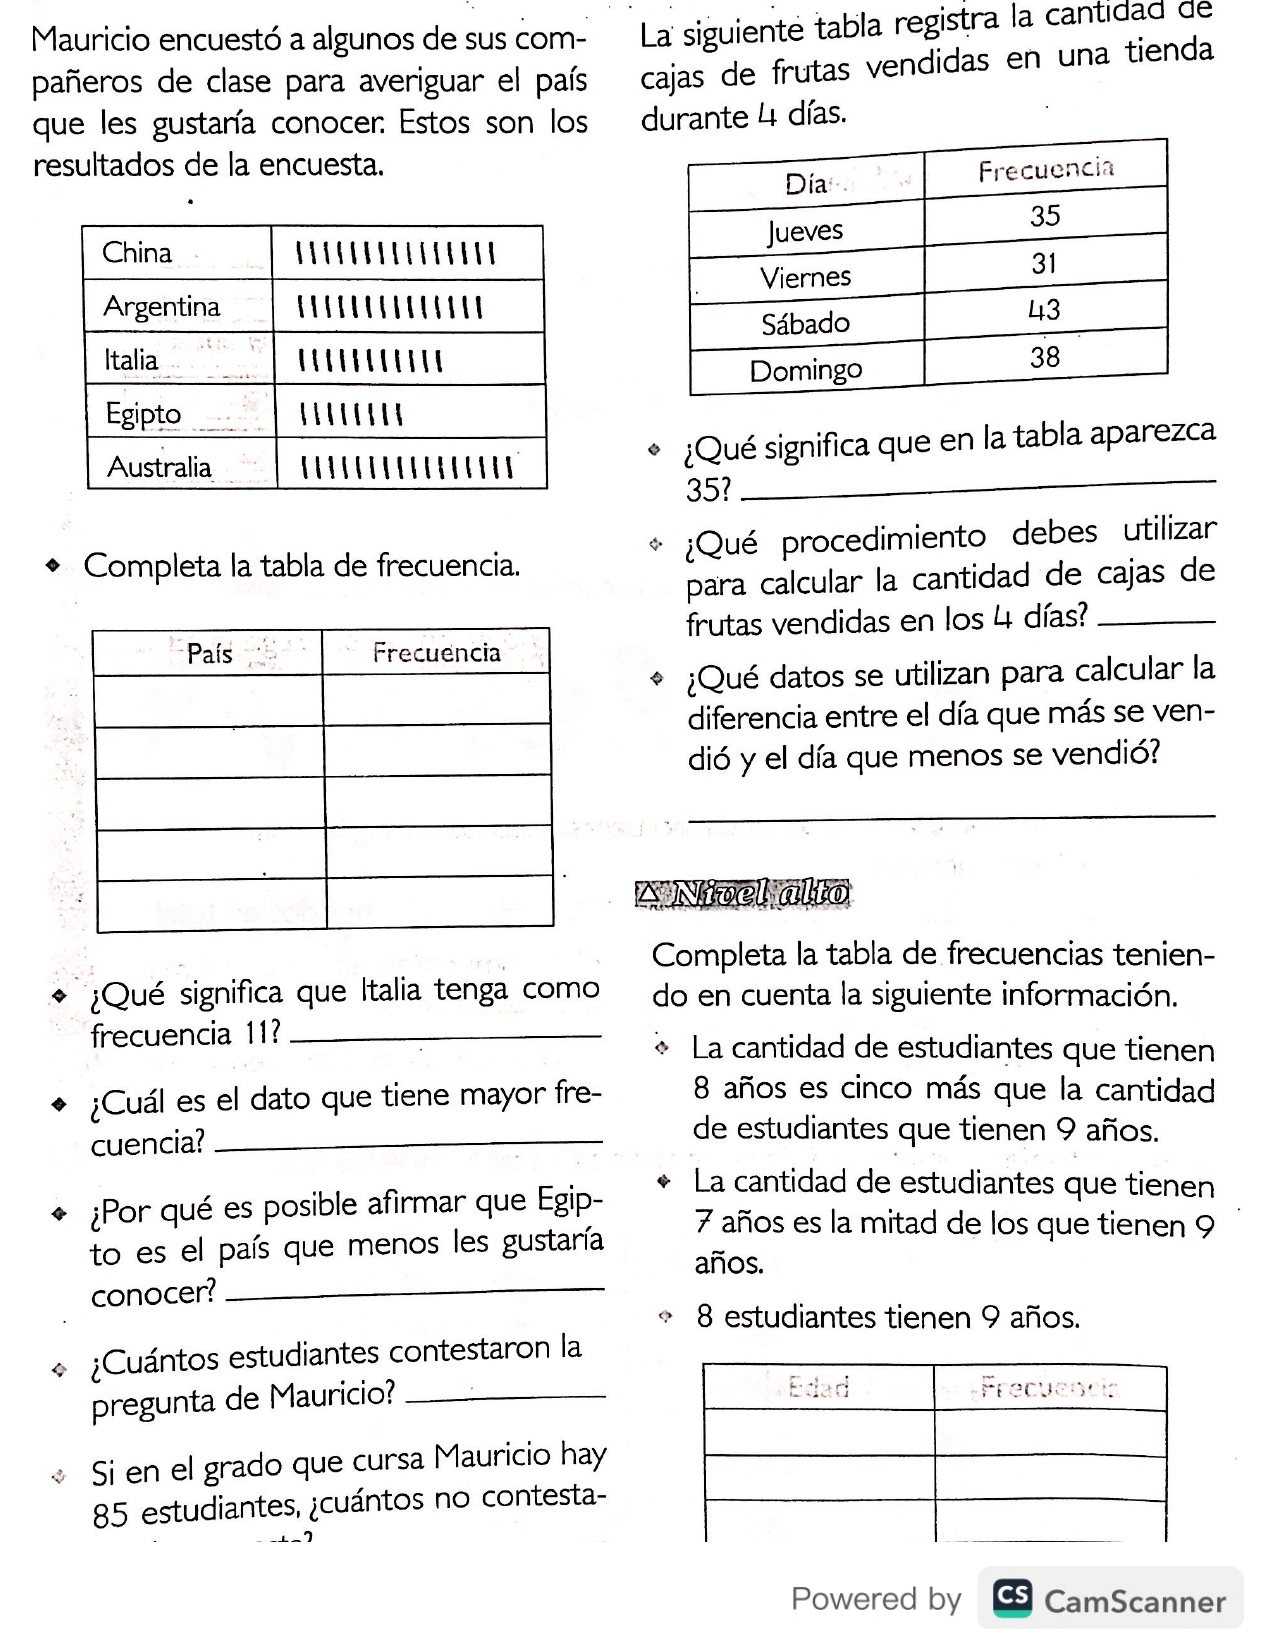 Mauricio encuestó a algunos de sus com-
pañeros de clase para averiguar el país
que les gustaría conocer. Estos son los
resultados de la encuesta.
China
Argentina
Italia
Egipto
Australia
Completa la tabla de frecuencia.
País Frecuencia
¿Qué significa que Italia tenga como
frecuencia 11?
¿Cuál es el dato que tiene mayor fre-
cuencia?
¿Por qué es posible afirmar que Egip-
to es el país que menos les gustaría
conocer?
¿Cuántos estudiantes contestaron la
pregunta de Mauricio?
Si en el grado que cursa Mauricio hay
85 estudiantes, ¿cuántos no contesta-
La siguiente tabla registra la cantidad de
cajas de frutas vendidas en una tienda
durante 4 días.
Día Frecuencia
Jueves 35
Viernes 31
Sábado 43
Domingo 38
¿Qué significa que en la tabla aparezca
35?
¿Qué procedimiento debes utilizar
para calcular la cantidad de cajas de
frutas vendidas en los 4 días?
¿Qué datos se utilizan para calcular la
diferencia entre el día que más se ven-
dió y el día que menos se vendió?
Nivel alto
Completa la tabla de frecuencias tenien-
do en cuenta la siguiente información.
La cantidad de estudiantes que tienen
8 años es cinco más que la cantidad
de estudiantes que tienen 9 años.
La cantidad de estudiantes que tienen
7 años es la mitad de los que tienen 9
años.
8 estudiantes tienen 9 años.
Edad Frecuencia
Powered by CS CamScanner